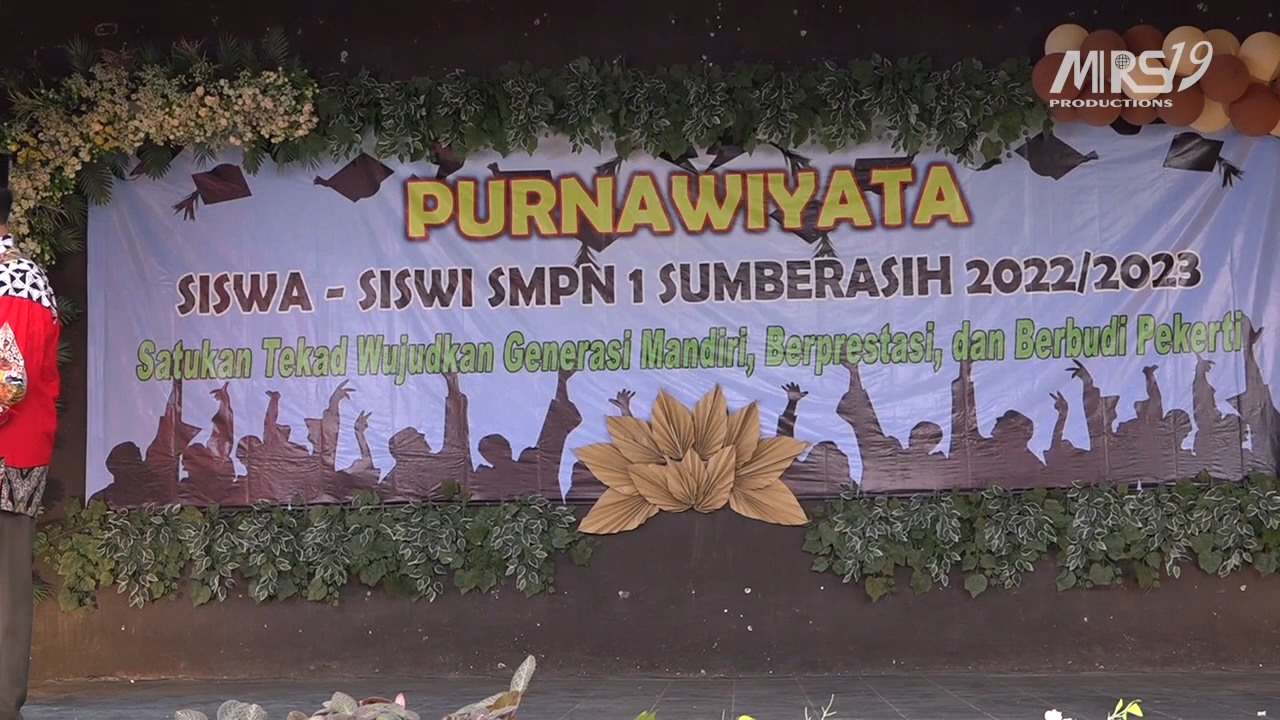 MRS19
PRODUCTIONS
PURNAWIYATA
SISWA - SISWI SMPN 1 SUMBERASIH 2022/2023
Satukan Tekad Wujudkan Generasi Mandiri, Berprestasi, dan Berbudi Pekerti